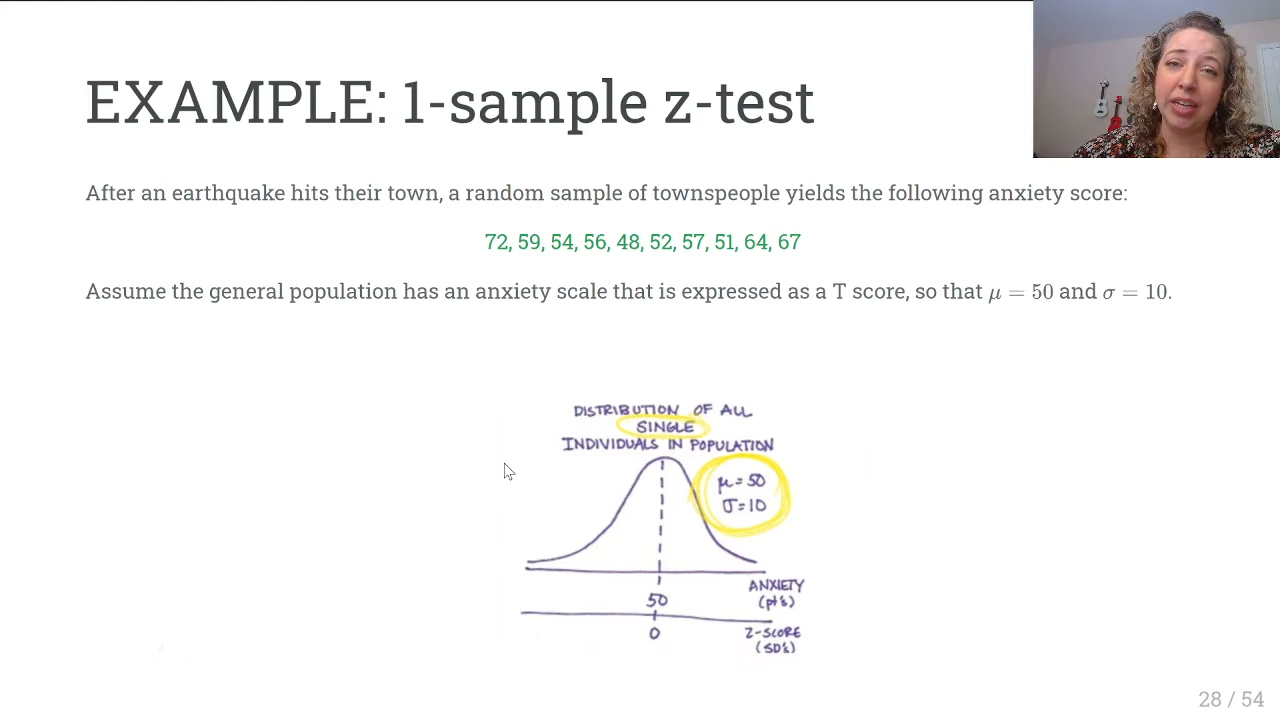 EXAMPLE: 1-sample z-test
After an earthquake hits their town, a random sample of townspeople yields the following anxiety score:
72, 59, 54, 56, 48, 52, 57, 51, 64, 67
Assume the general population has an anxiety scale that is expressed as a T score, so that μ = 50 and σ = 10.
DISTRIBUTION OF ALL
SINGLE
INDIVIDUALS IN POPULATION
μ=50
σ=10
ANXIETY
(pt's)
50
0
Z-SCORE
(SD's)
28 / 54